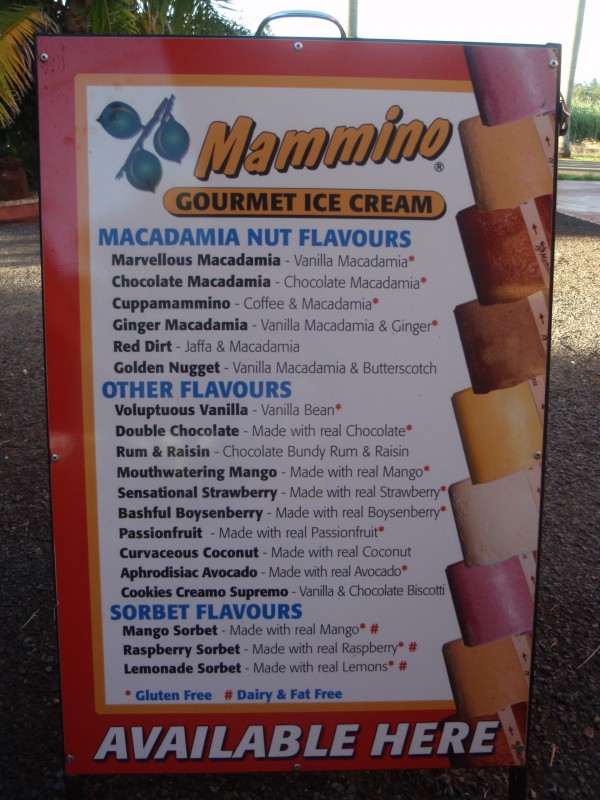 Mammino
®
GOURMET ICE CREAM
MACADAMIA NUT FLAVOURS
Marvellous Macadamia - Vanilla Macadamia*
Chocolate Macadamia - Chocolate Macadamia*
Cuppamammino - Coffee & Macadamia*
Ginger Macadamia - Vanilla Macadamia & Ginger*
Red Dirt - Jaffa & Macadamia
Golden Nugget - Vanilla Macadamia & Butterscotch
OTHER FLAVOURS
Voluptuous Vanilla - Vanilla Bean*
Double Chocolate - Made with real Chocolate*
Rum & Raisin - Chocolate Bundy Rum & Raisin
Mouthwatering Mango - Made with real Mango*
Sensational Strawberry - Made with real Strawberry*
Bashful Boysenberry - Made with real Boysenberry*
Passionfruit - Made with real Passionfruit*
Curvaceous Coconut - Made with real Coconut
Aphrodisiac Avocado - Made with real Avocado*
Cookies Creamo Supremo - Vanilla & Chocolate Biscotti
SORBET FLAVOURS
Mango Sorbet - Made with real Mango* #
Raspberry Sorbet - Made with real Raspberry* #
Lemonade Sorbet - Made with real Lemons* #
* Gluten Free # Dairy & Fat Free
AVAILABLE HERE